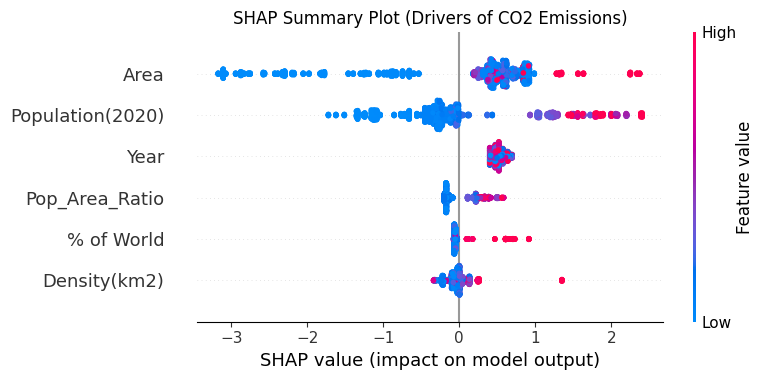 SHAP Summary Plot (Drivers of CO2 Emissions)
High
Area
Population(2020)
Year
Pop_Area_Ratio
% of World
Density(km2)
Feature value
Low
−3 −2 −1 0 1 2
SHAP value (impact on model output)